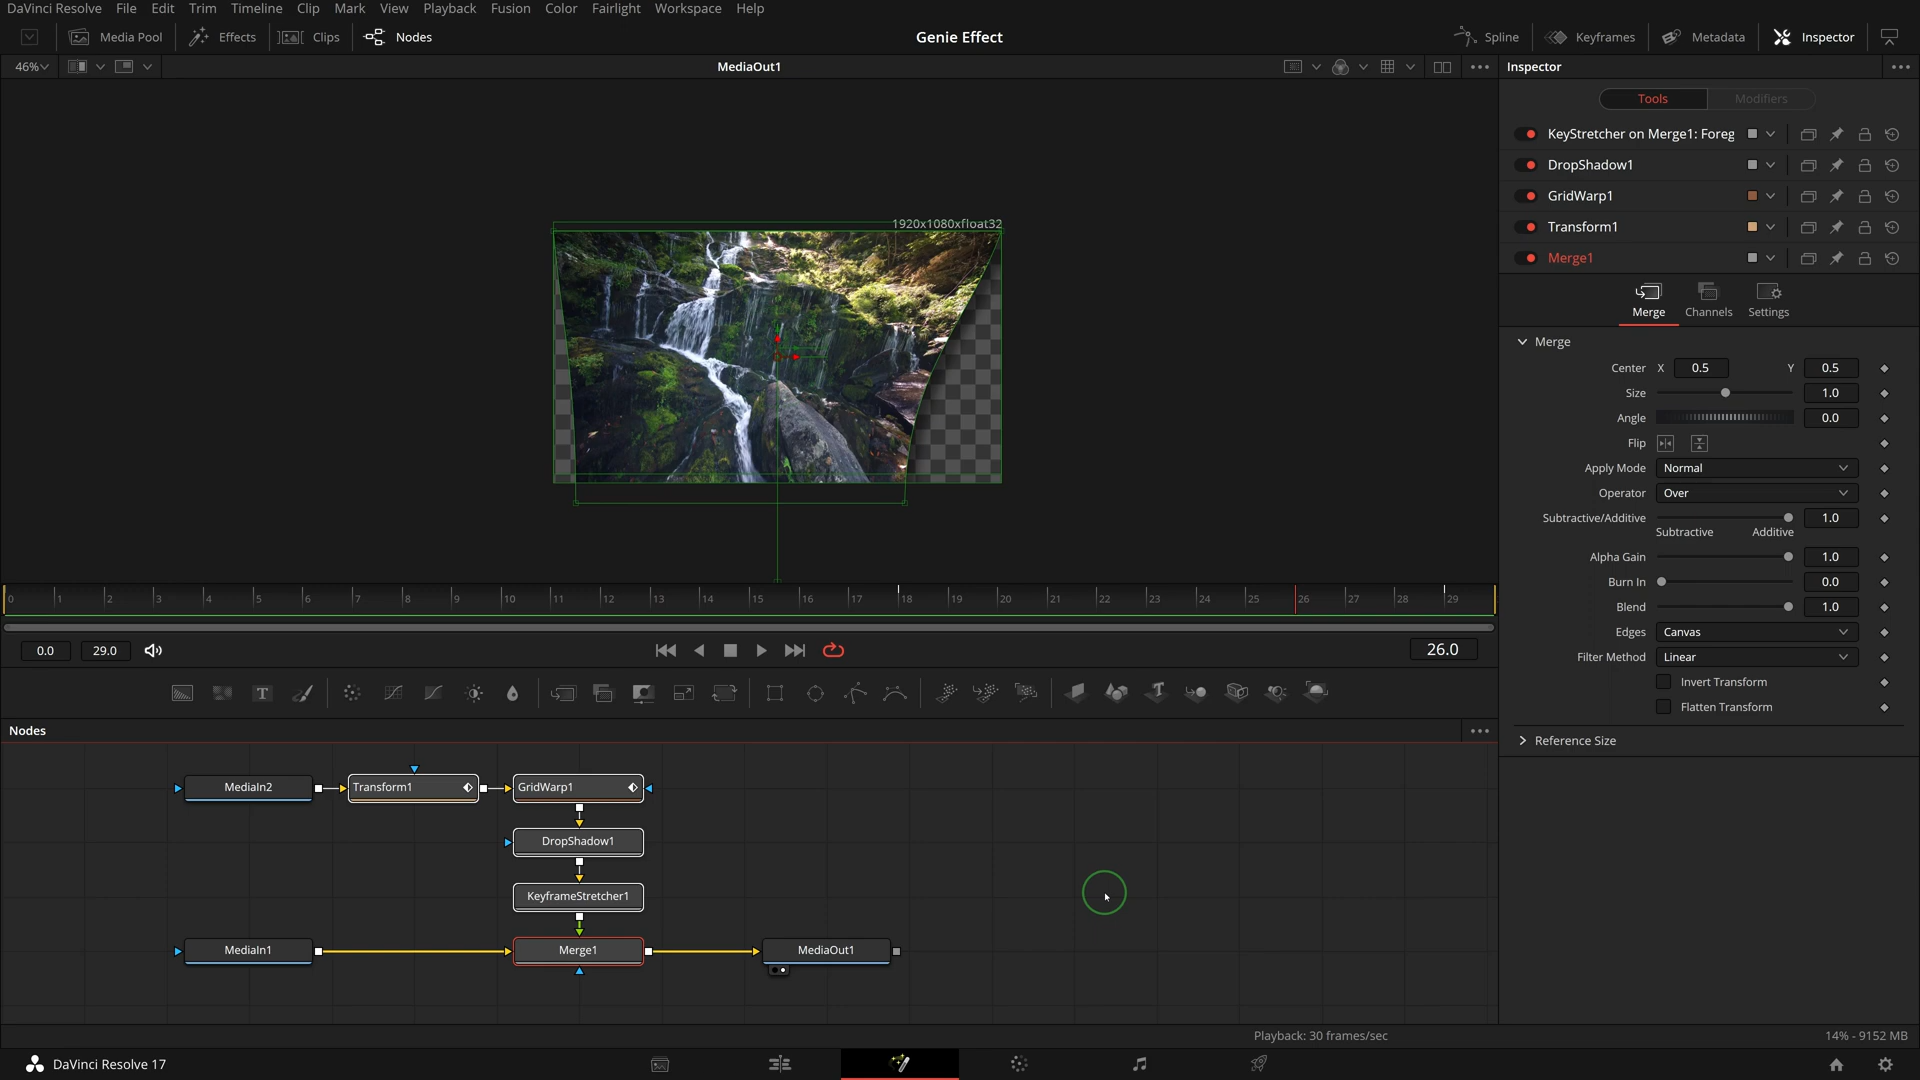 DaVinci Resolve File Edit Trim Timeline Clip Mark View Playback Fusion Color Fairlight Workspace Help
Media Pool Effects Clips Nodes Genie Effect Spline Keyframes Metadata Inspector
46% MediaOut1 Inspector
Tools Modifiers
KeyStretcher on Merge1: Foreg
DropShadow1
GridWarp1
Transform1
Merge1
1920x1080xfloat32
Merge Channels Settings
Merge
Center X 0.5 Y 0.5
Size 1.0
Angle 0.0
Flip
Apply Mode Normal
Operator Over
Subtractive/Additive 1.0
Subtractive Additive
Alpha Gain 1.0
Burn In 0.0
Blend 1.0
Edges Canvas
Filter Method Linear
Invert Transform
Flatten Transform
Reference Size
0 1 2 3 4 5 6 7 8 9 10 11 12 13 14 15 16 17 18 19 20 21 22 23 24 25 26 27 28 29
0.0 29.0 26.0
T
Nodes
MediaIn2 Transform1 GridWarp1
DropShadow1
KeyframeStretcher1
MediaIn1 Merge1 MediaOut1
Playback: 30 frames/sec 14% - 9152 MB
DaVinci Resolve 17